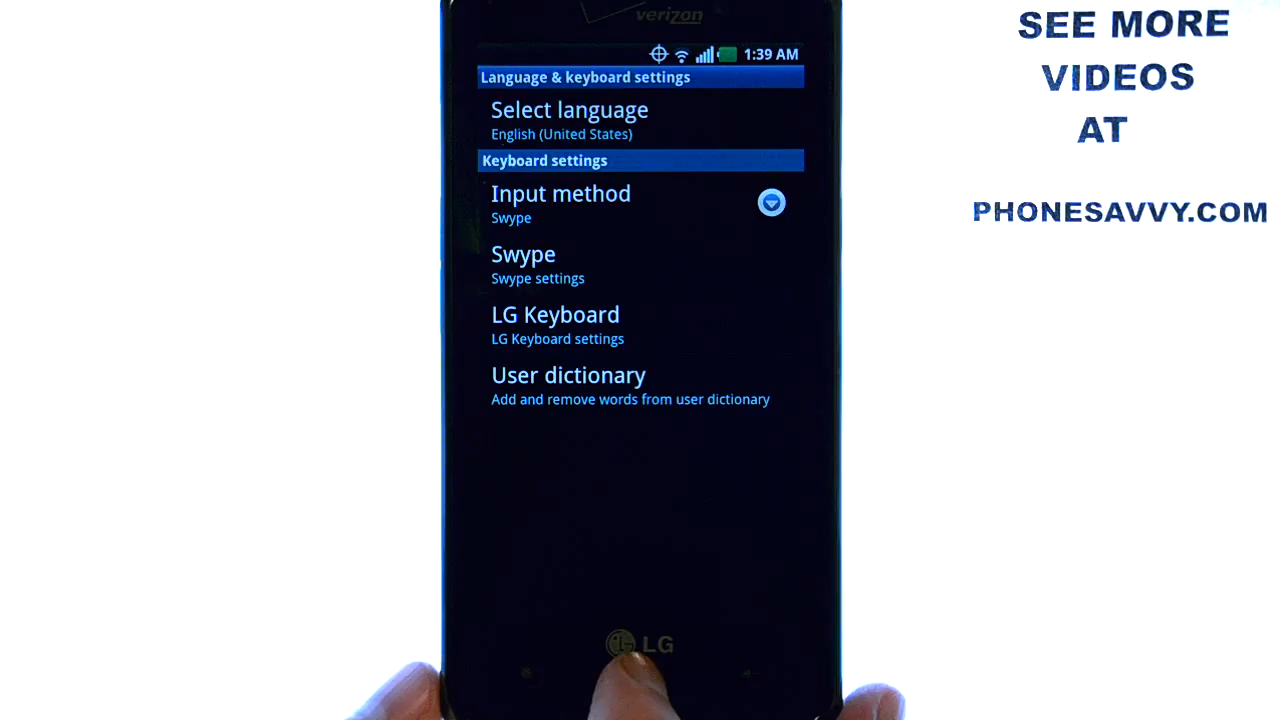 verizon
1:39 AM
Language & keyboard settings
Select language
English (United States)
Keyboard settings
Input method
Swype
Swype
Swype settings
LG Keyboard
LG Keyboard settings
User dictionary
Add and remove words from user dictionary
LG
SEE MORE
VIDEOS
AT
PHONESAVVY.COM